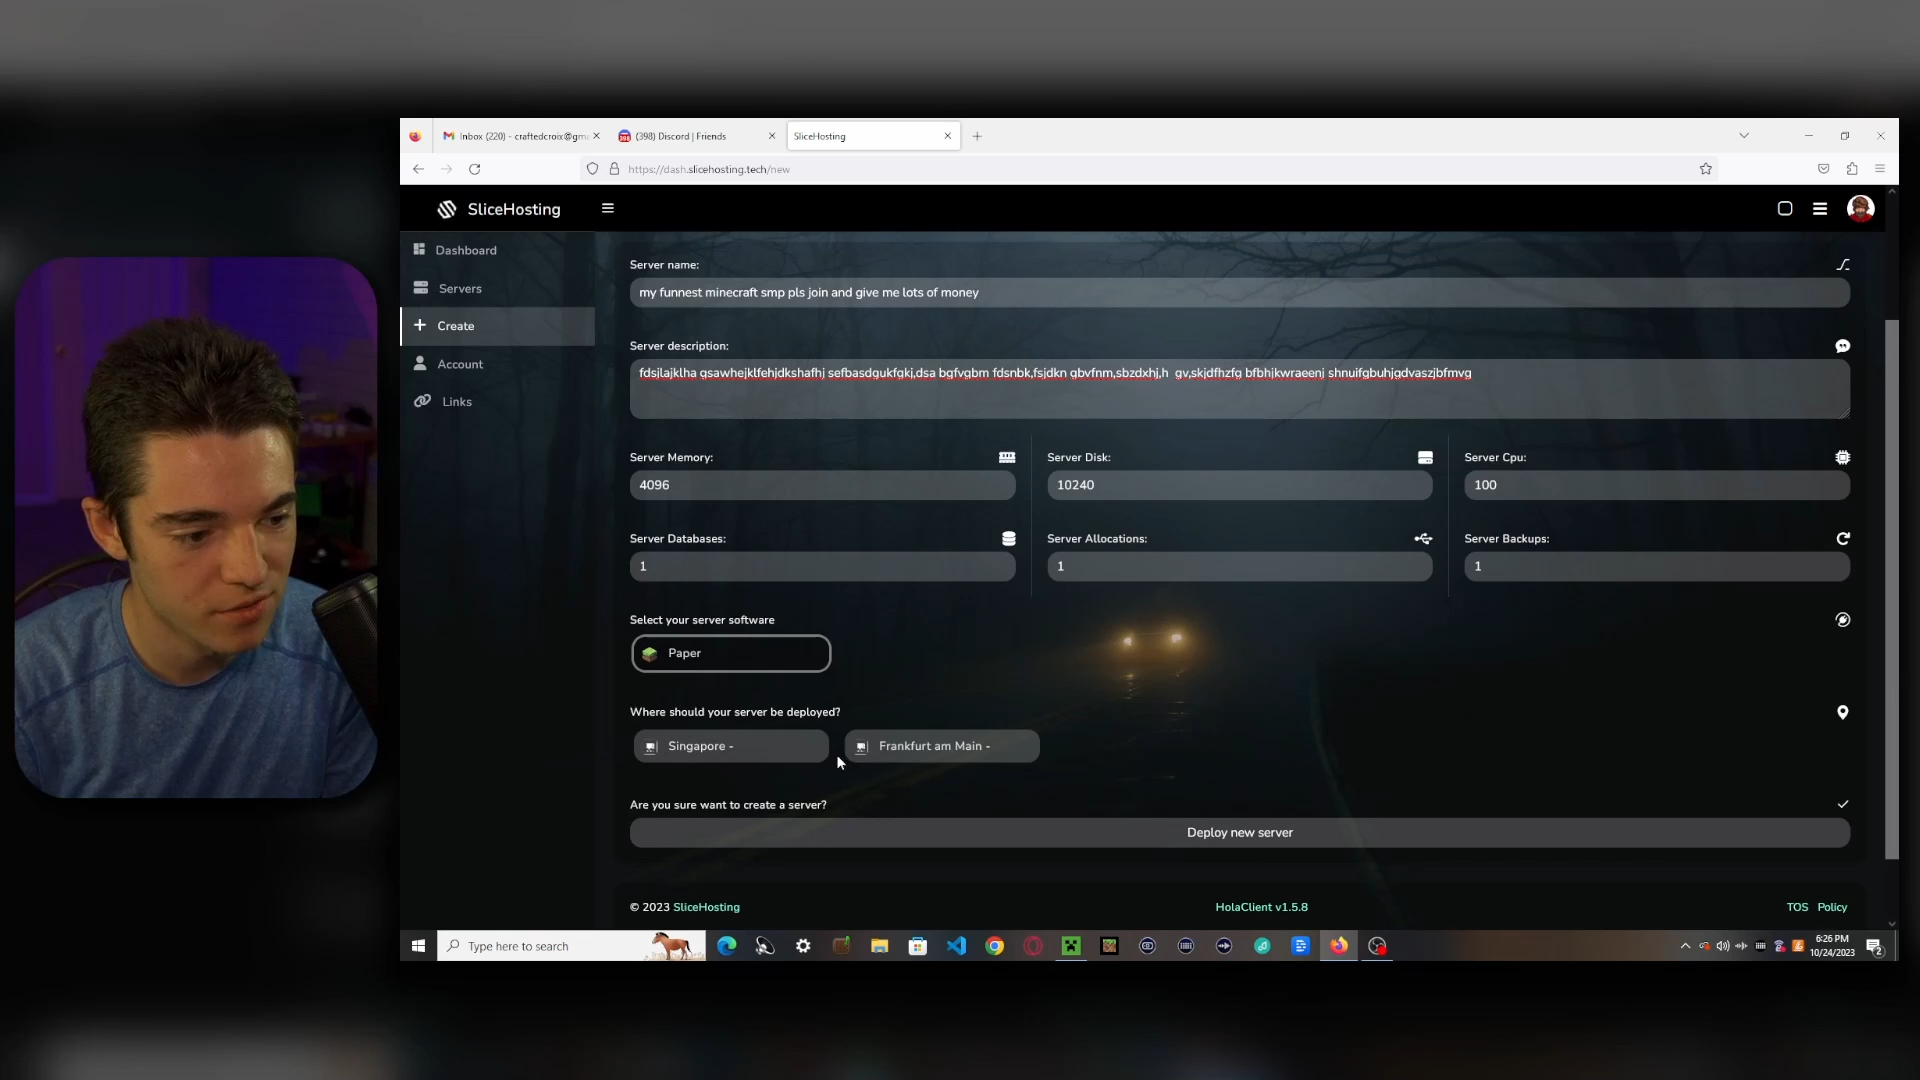 Inbox (220) - craftedcroix@gm
(398) Discord | Friends
SliceHosting
https://dash.slicehosting.tech/new
SliceHosting
Dashboard
Servers
Create
Account
Links
Server name:
my funnest minecraft smp pls join and give me lots of money
Server description:
fdsjlajklha gsawhejklfehjdkshafhj sefbasdgukfgkj,dsa bgfvgbm fdsnbk,fsjdkn gbvfnm,sbzdxhj,h gv,skjdfhzfg bfbhjkwraeenj shnuifgbuhjgdvaszjbfmvg
Server Memory:
4096
Server Disk:
10240
Server Cpu:
100
Server Databases:
1
Server Allocations:
1
Server Backups:
1
Select your server software
Paper
Where should your server be deployed?
Singapore -
Frankfurt am Main -
Are you sure want to create a server?
Deploy new server
© 2023 SliceHosting
HolaClient v1.5.8
TOS Policy
Type here to search
6:26 PM
10/24/2023
2